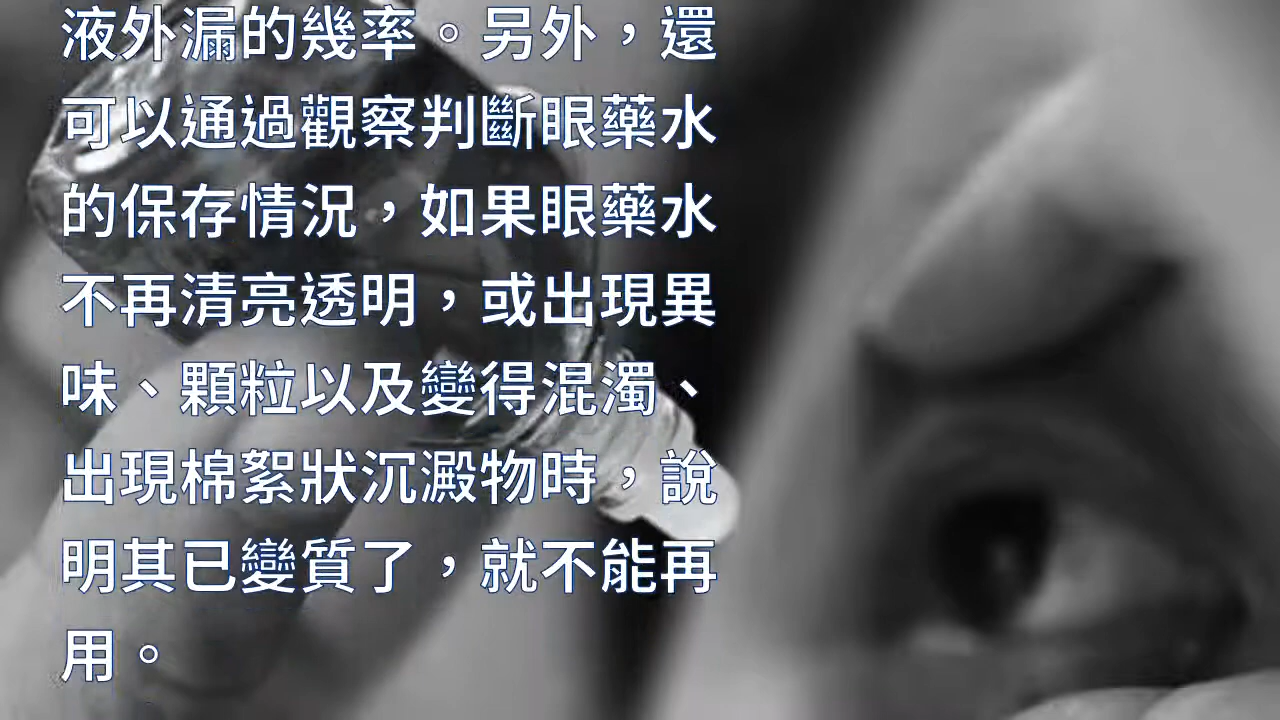 液外漏的幾率。另外，還
可以通過觀察判斷眼藥水
的保存情況，如果眼藥水
不再清亮透明，或出現異
味、顆粒以及變得混濁、
出現棉絮狀沉澱物時，說
明其已變質了，就不能再
用。